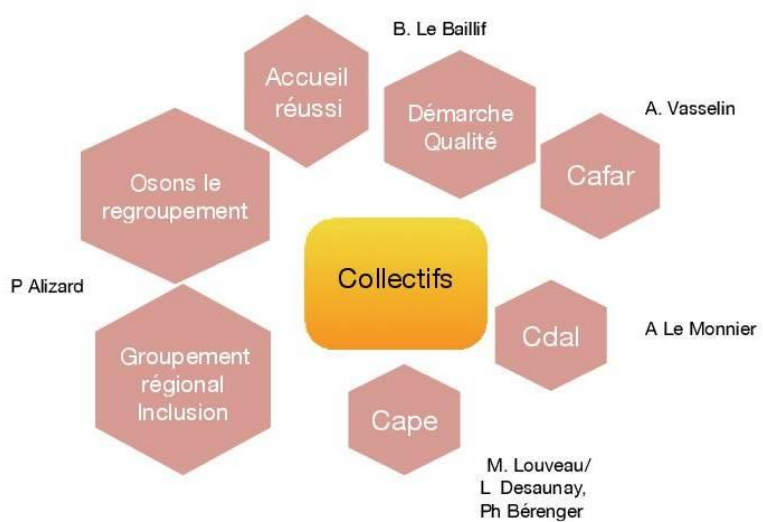 B. Le Baillif
Accueil
réussi
Démarche
Qualité
A. Vasselin
Cafar
Osons le
regroupement
Collectifs
P Alizard
Cdal
A Le Monnier
Groupement
régional
Inclusion
Cape
M. Louveau/
L Desaunay,
Ph Bérenger